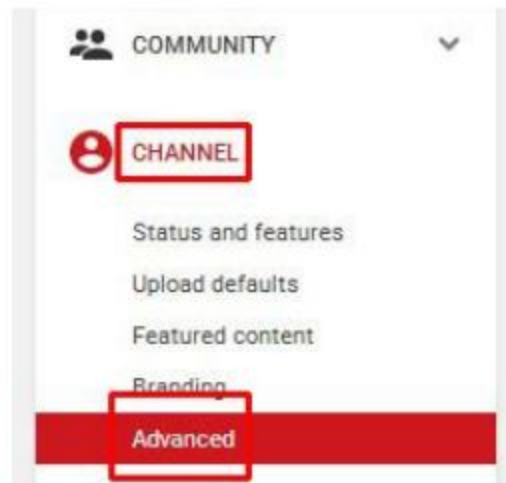 COMMUNITY
CHANNEL
Status and features
Upload defaults
Featured content
Branding
Advanced